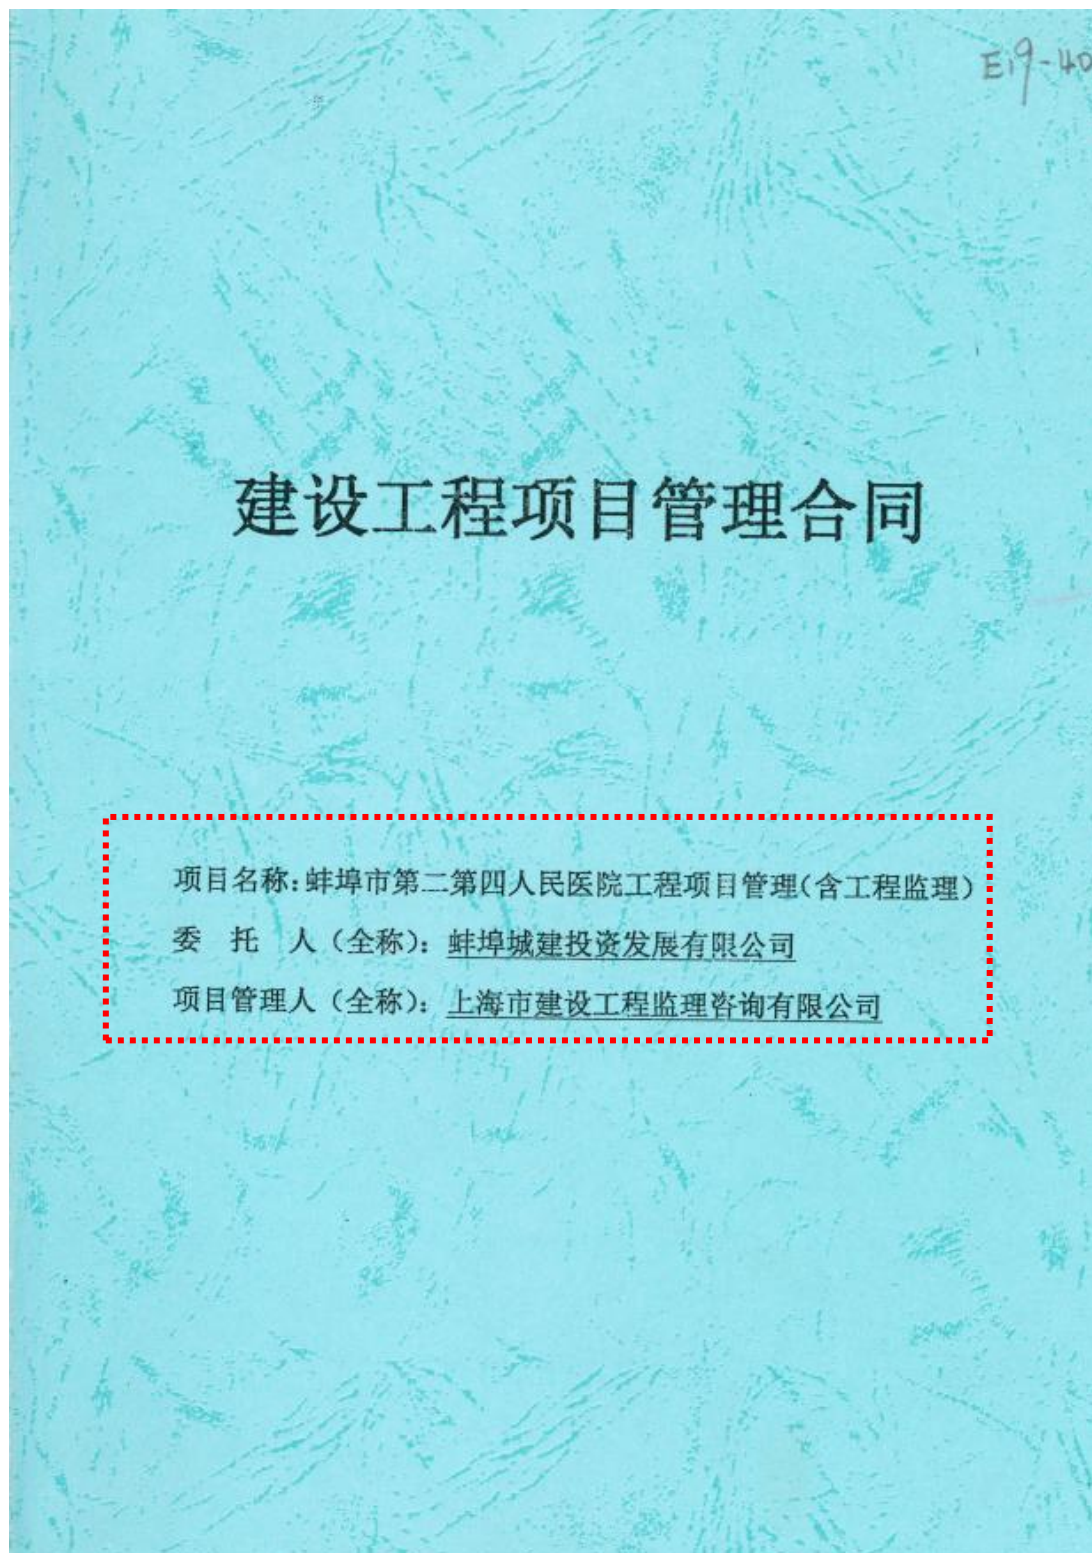 E19-40
建设工程项目管理合同
项目名称:蚌埠市第二第四人民医院工程项目管理(含工程监理)
委 托 人（全称）：蚌埠城建投资发展有限公司
项目管理人（全称）：上海市建设工程监理咨询有限公司